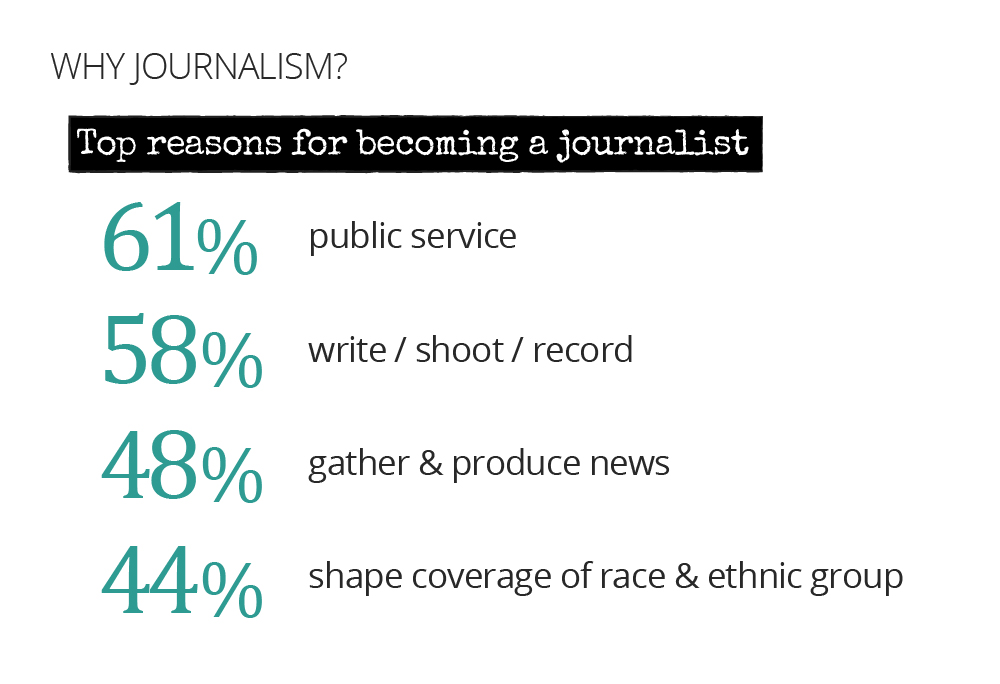 WHY JOURNALISM?
Top reasons for becoming a journalist
61% public service
58% write / shoot / record
48% gather & produce news
44% shape coverage of race & ethnic group